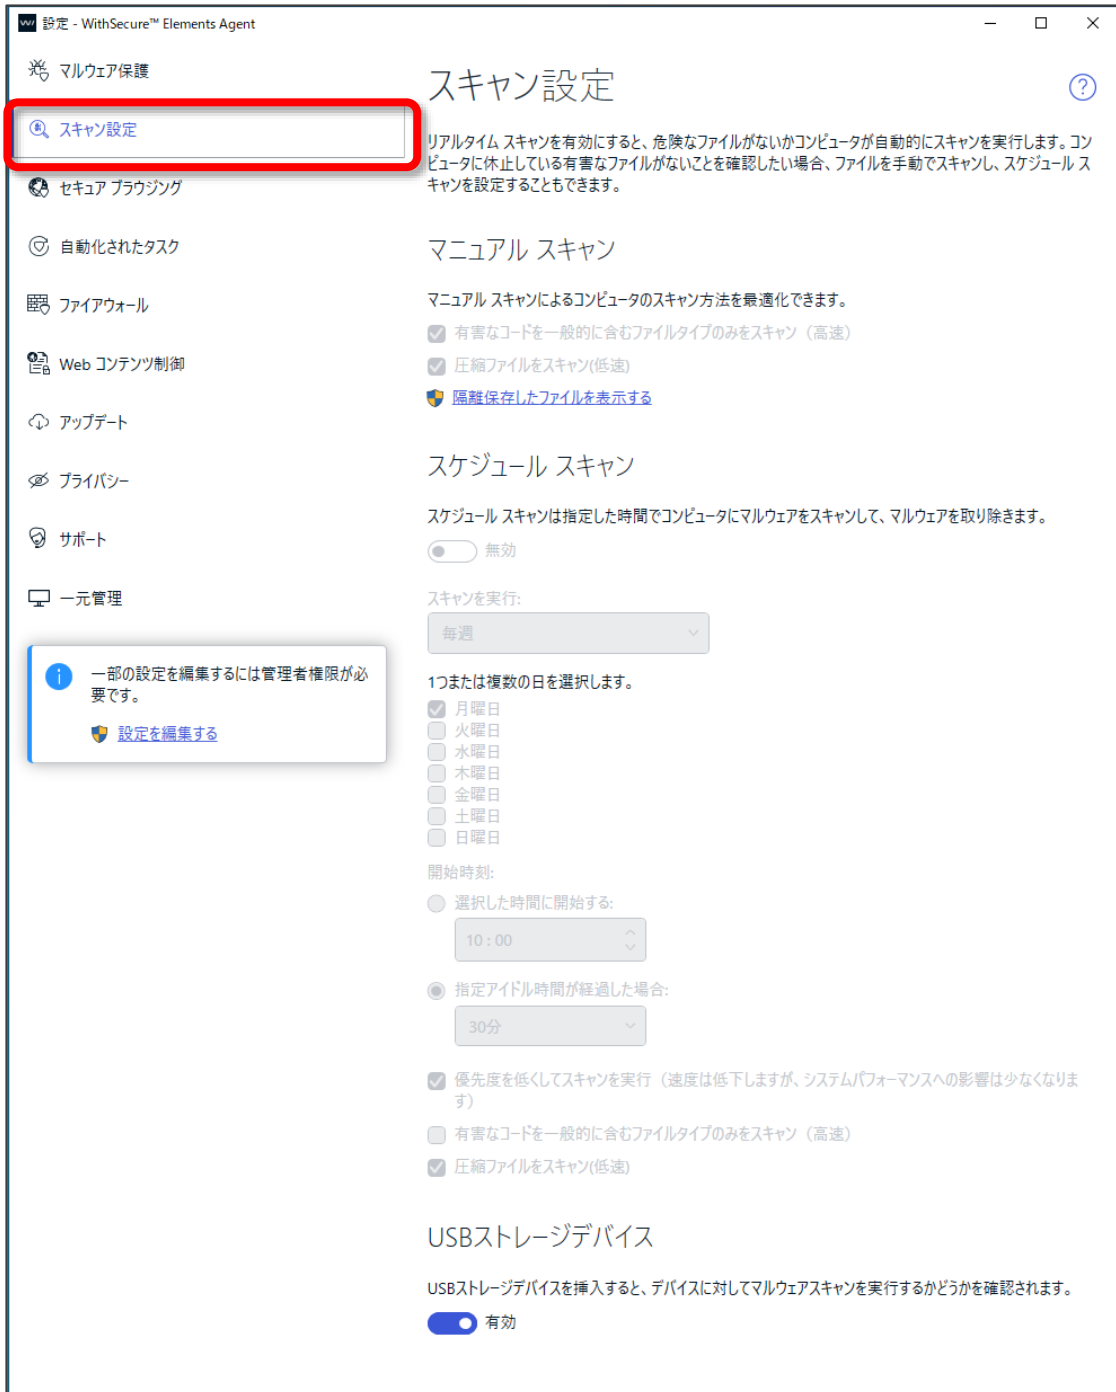 設定 - WithSecure™ Elements Agent
マルウェア保護
スキャン設定
セキュア ブラウジング
自動化されたタスク
ファイアウォール
Web コンテンツ制御
アップデート
プライバシー
サポート
一元管理
一部の設定を編集するには管理者権限が必
要です。
設定を編集する
スキャン設定
リアルタイム スキャンを有効にすると、危険なファイルがないかコンピュータが自動的にスキャンを実行します。コン
ピュータに休止している有害なファイルがないことを確認したい場合、ファイルを手動でスキャンし、スケジュール ス
キャンを設定することもできます。
マニュアル スキャン
マニュアル スキャンによるコンピュータのスキャン方法を最適化できます。
有害なコードを一般的に含むファイルタイプのみをスキャン（高速）
圧縮ファイルをスキャン(低速)
隔離保存したファイルを表示する
スケジュール スキャン
スケジュール スキャンは指定した時間でコンピュータにマルウェアをスキャンして、マルウェアを取り除きます。
無効
スキャンを実行:
毎週
1つまたは複数の日を選択します。
月曜日
火曜日
水曜日
木曜日
金曜日
土曜日
日曜日
開始時刻:
選択した時間に開始する:
10 : 00
指定アイドル時間が経過した場合:
30分
優先度を低くしてスキャンを実行（速度は低下しますが、システムパフォーマンスへの影響は少なくなりま
す）
有害なコードを一般的に含むファイルタイプのみをスキャン（高速）
圧縮ファイルをスキャン(低速)
USBストレージデバイス
USBストレージデバイスを挿入すると、デバイスに対してマルウェアスキャンを実行するかどうかを確認されます。
有効